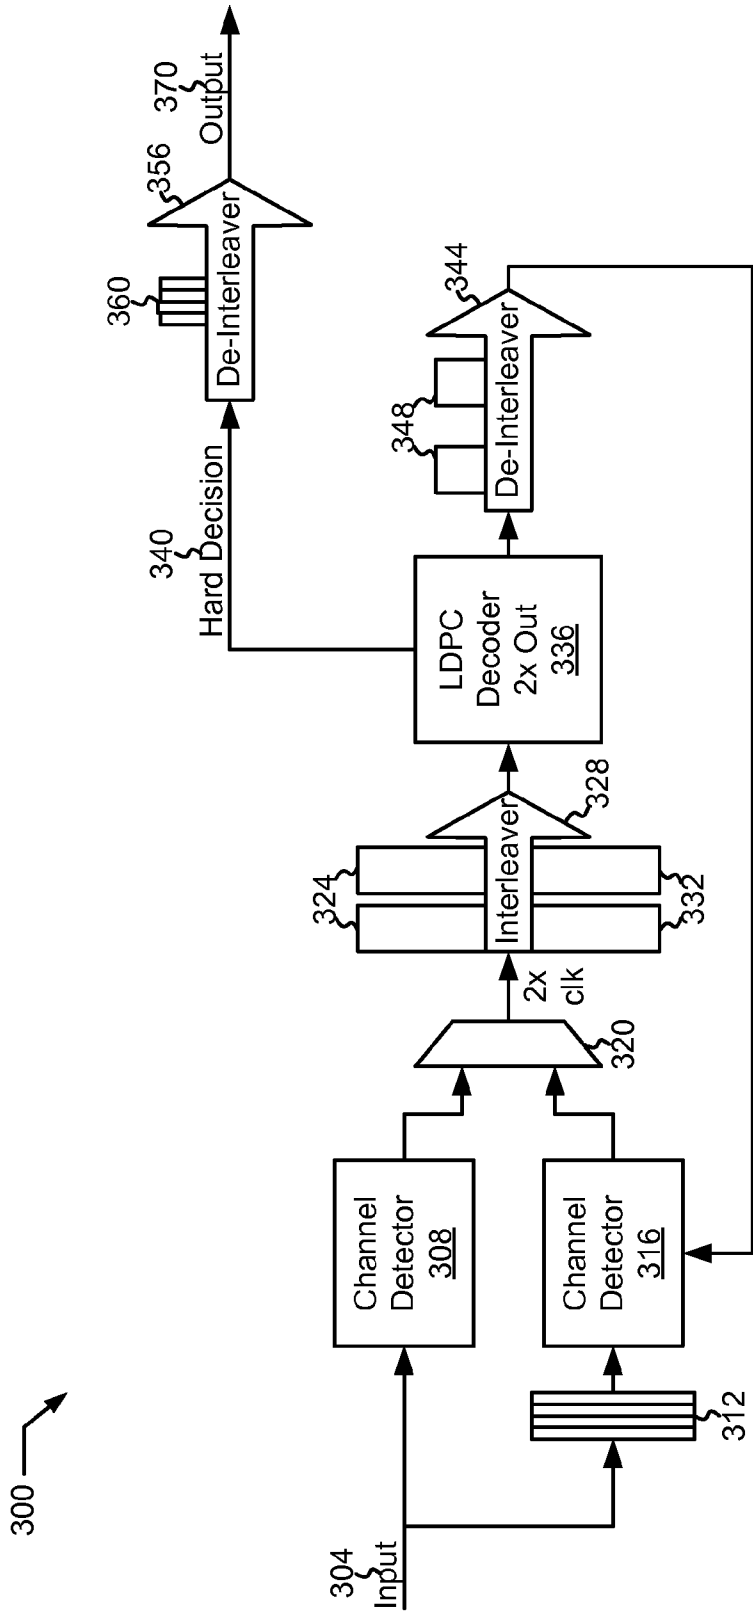 300
304
Input
Channel
Detector
308
312
Channel
Detector
316
320
2x
clk
324
Interleaver
328
332
LDPC
Decoder
2x Out
336
340
Hard Decision
348
De-Interleaver
344
360
De-Interleaver
356
370
Output